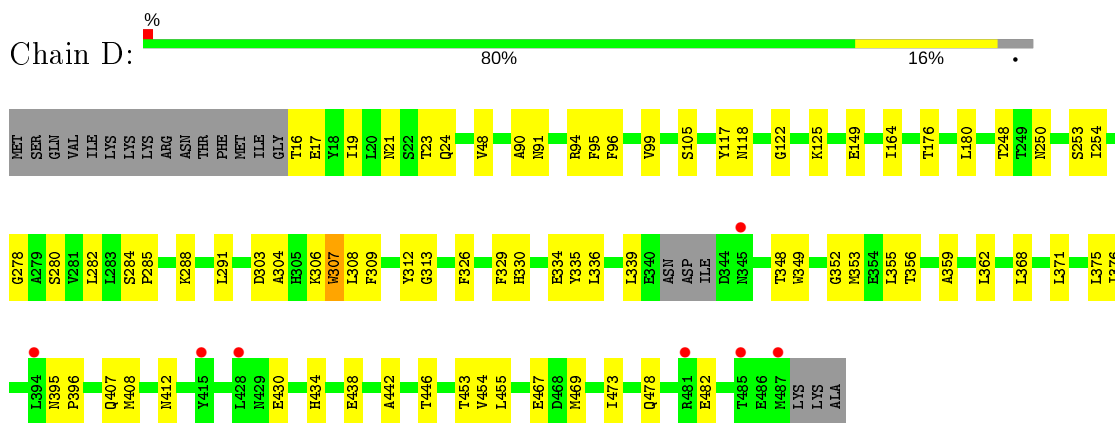 %
Chain D:
80% 16% •
MET SER GLN VAL ILE LYS LYS LYS ARG ASN THR PHE MET ILE GLY T16 E17 Y18 I19 L20 N21 S22 T23 Q24 V48 A90 N91 R94 F95 F96 V99 S105 Y117 N118 G122 K125 E149 I164 T176 L180 T248 T249 N250 S253 I254
G278 A279 S280 V281 L282 L283 S284 P285 K288 L291 D303 A304 H305 K306 W307 L308 F309 Y312 G313 F326 F329 H330 E334 Y335 L336 L339 E340 ASN ASP ILE D344 N345 T348 W349 G352 M353 E354 L355 T356 A359 L362 L368 L371 L375
L394 N395 P396 Q407 M408 N412 Y415 L428 N429 E430 H434 E438 A442 T446 T453 V454 L455 E467 D468 M469 I473 Q478 R481 E482 T485 E486 M487 LYS LYS ALA